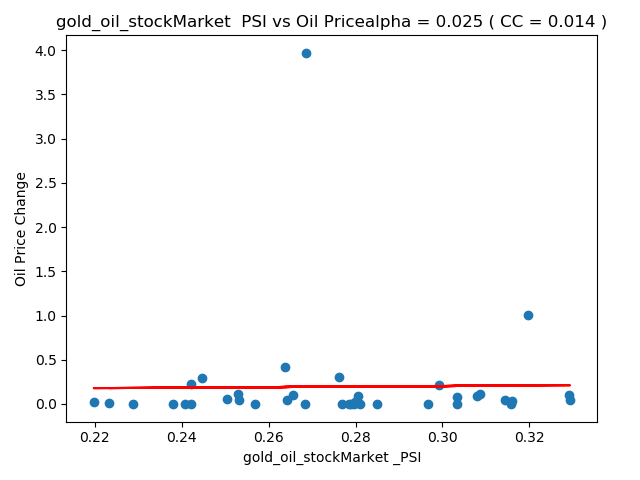 gold_oil_stockMarket  PSI vs Oil Pricealpha = 0.025 ( CC = 0.014 )
4.0
3.5
3.0
2.5
2.0
1.5
1.0
0.5
0.0
Oil Price Change
0.22 0.24 0.26 0.28 0.30 0.32
gold_oil_stockMarket _PSI